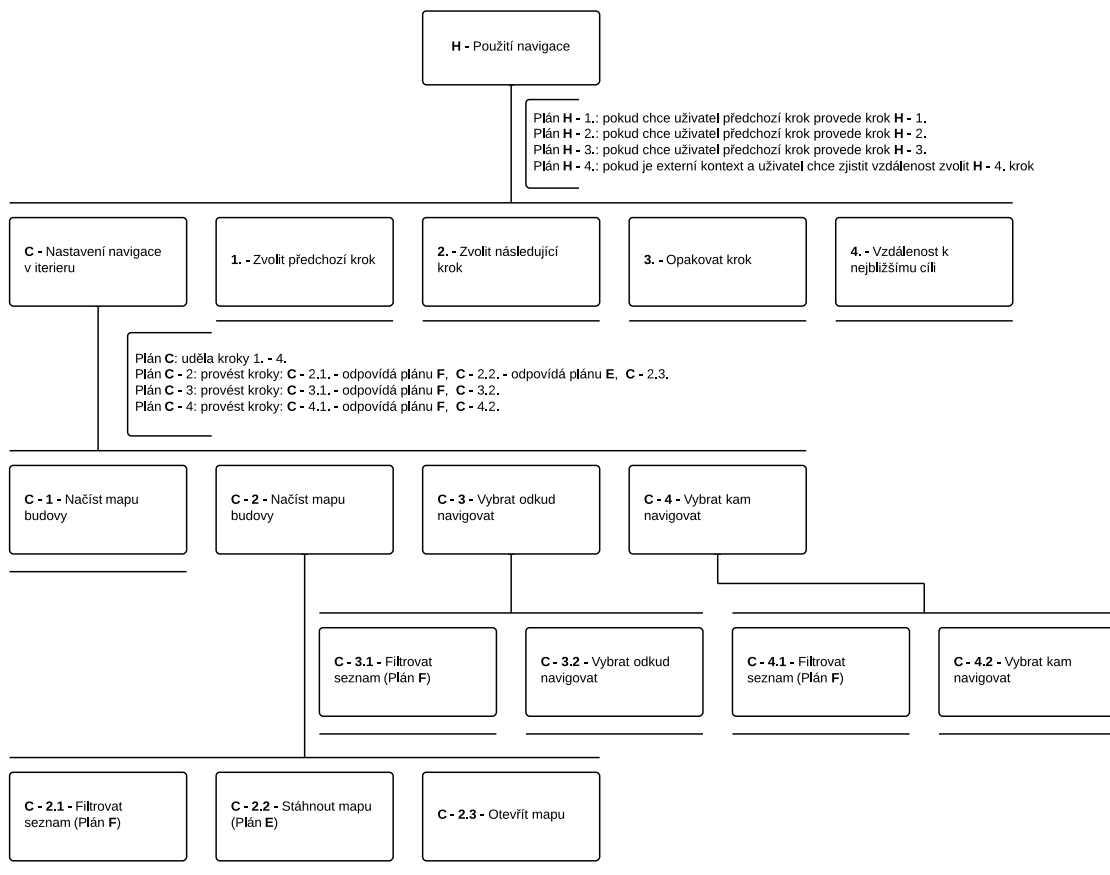 H - Použití navigace
Plán H - 1.: pokud chce uživatel předchozí krok provede krok H - 1.
Plán H - 2.: pokud chce uživatel předchozí krok provede krok H - 2.
Plán H - 3.: pokud chce uživatel předchozí krok provede krok H - 3.
Plán H - 4.: pokud je externí kontext a uživatel chce zjistit vzdálenost zvolit H - 4. krok
C - Nastavení navigace
v iterieru
1. - Zvolit předchozí krok
2. - Zvolit následující
krok
3. - Opakovat krok
4. - Vzdálenost k
nejbližšímu cíli
Plán C: uděla kroky 1. - 4.
Plán C - 2: provést kroky: C - 2.1. - odpovídá plánu F, C - 2.2. - odpovídá plánu E, C - 2.3.
Plán C - 3: provést kroky: C - 3.1. - odpovídá plánu F, C - 3.2.
Plán C - 4: provést kroky: C - 4.1. - odpovídá plánu F, C - 4.2.
C - 1 - Načíst mapu
budovy
C - 2 - Načíst mapu
budovy
C - 3 - Vybrat odkud
navigovat
C - 4 - Vybrat kam
navigovat
C - 3.1 - Filtrovat
seznam (Plán F)
C - 3.2 - Vybrat odkud
navigovat
C - 4.1 - Filtrovat
seznam (Plán F)
C - 4.2 - Vybrat kam
navigovat
C - 2.1 - Filtrovat
seznam (Plán F)
C - 2.2 - Stáhnout mapu
(Plán E)
C - 2.3 - Otevřít mapu